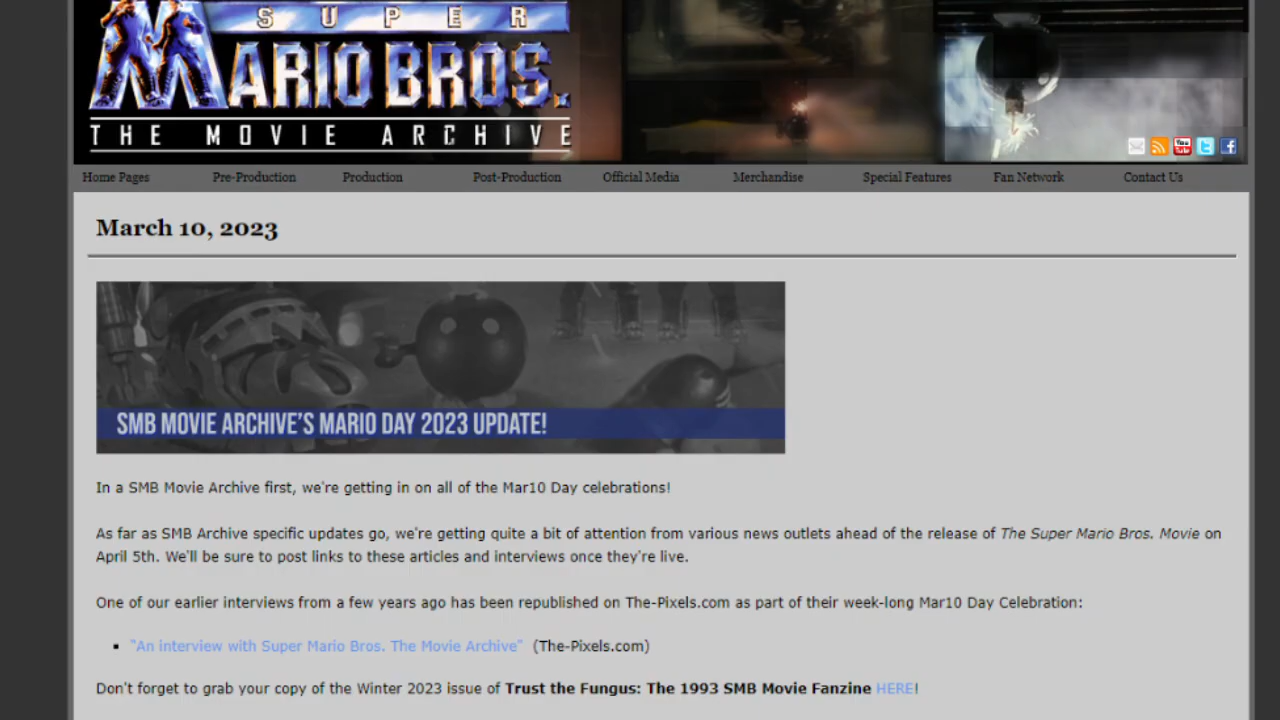 SUPER
MARIO BROS.
THE MOVIE ARCHIVE
You Tube
Home Pages Pre-Production Production Post-Production Official Media Merchandise Special Features Fan Network Contact Us
March 10, 2023
SMB MOVIE ARCHIVE'S MARIO DAY 2023 UPDATE!
In a SMB Movie Archive first, we're getting in on all of the Mar10 Day celebrations!
As far as SMB Archive specific updates go, we're getting quite a bit of attention from various news outlets ahead of the release of The Super Mario Bros. Movie on
April 5th. We'll be sure to post links to these articles and interviews once they're live.
One of our earlier interviews from a few years ago has been republished on The-Pixels.com as part of their week-long Mar10 Day Celebration:
▪ "An interview with Super Mario Bros. The Movie Archive" (The-Pixels.com)
Don't forget to grab your copy of the Winter 2023 issue of Trust the Fungus: The 1993 SMB Movie Fanzine HERE!